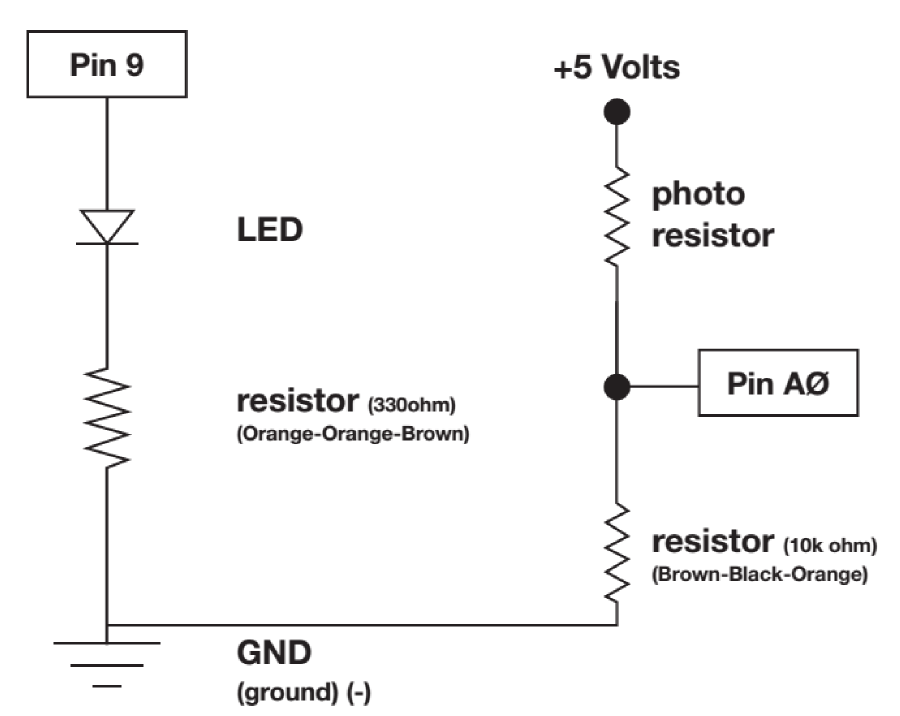 Pin 9
+5 Volts
photo
resistor
LED
Pin AØ
resistor (330ohm)
(Orange-Orange-Brown)
resistor (10k ohm)
(Brown-Black-Orange)
GND
(ground) (-)